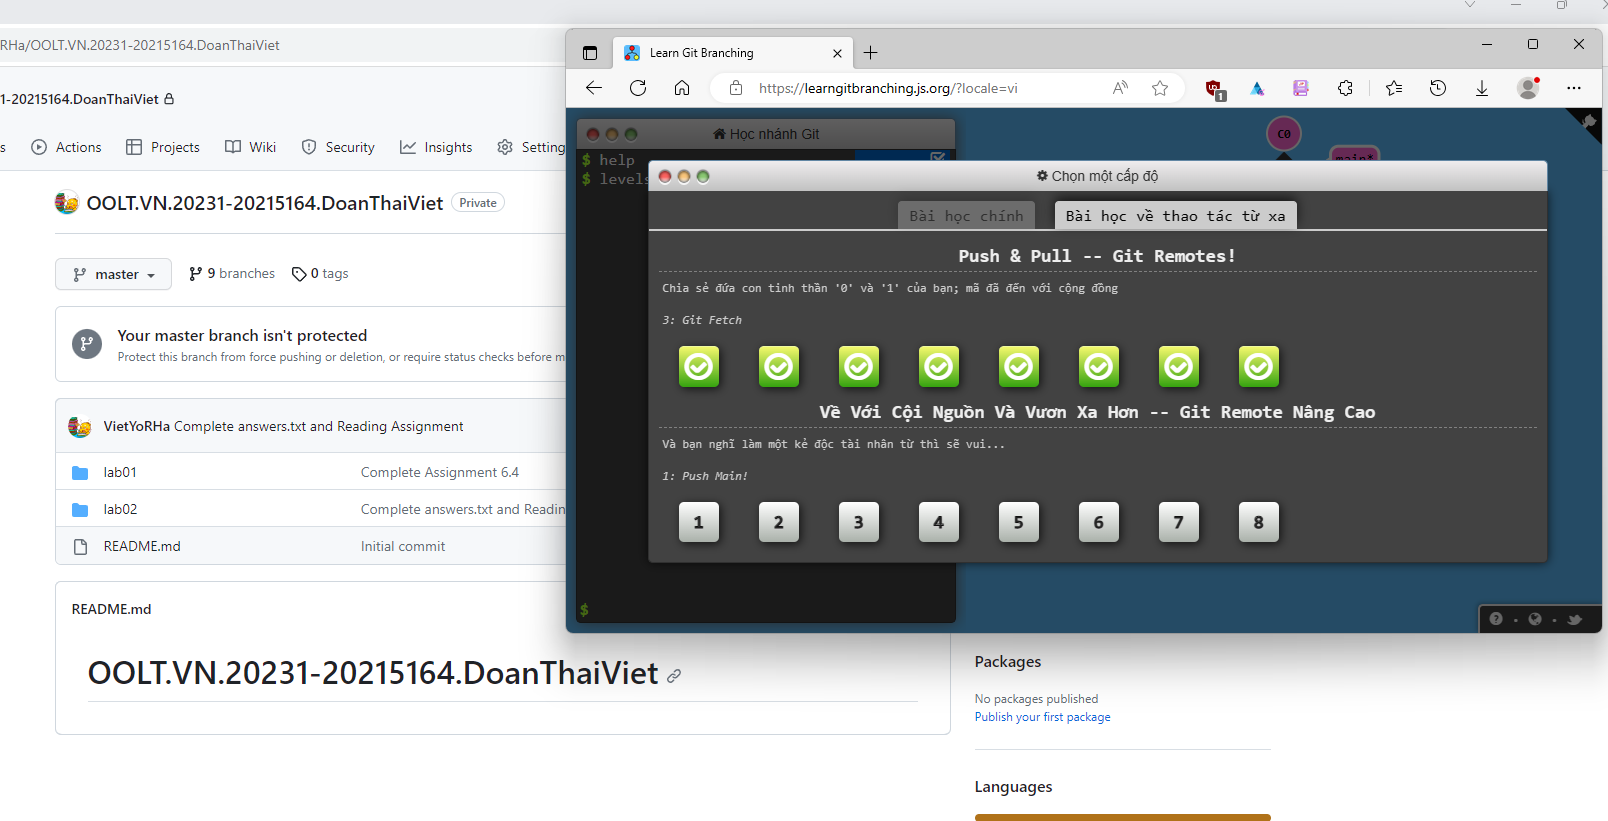 RHa/OOLT.VN.20231-20215164.DoanThaiViet
1-20215164.DoanThaiViet
s Actions Projects Wiki Security Insights Setting
OOLT.VN.20231-20215164.DoanThaiViet Private
master 9 branches 0 tags
Your master branch isn't protected
Protect this branch from force pushing or deletion, or require status checks before m
VietYoRHa Complete answers.txt and Reading Assignment
lab01 Complete Assignment 6.4
lab02 Complete answers.txt and Readin
README.md Initial commit
README.md
OOLT.VN.20231-20215164.DoanThaiViet
Learn Git Branching
https://learngitbranching.js.org/?locale=vi
1
Học nhánh Git
$ help
$ levels
$
C0
main*
Chọn một cấp độ
Bài học chính Bài học về thao tác từ xa
Push & Pull -- Git Remotes!
Chia sẻ đứa con tinh thần '0' và '1' của bạn; mã đã đến với cộng đồng
3: Git Fetch
Về Với Cội Nguồn Và Vươn Xa Hơn -- Git Remote Nâng Cao
Và bạn nghĩ làm một kẻ độc tài nhân từ thì sẽ vui...
1: Push Main!
1 2 3 4 5 6 7 8
Packages
No packages published
Publish your first package
Languages